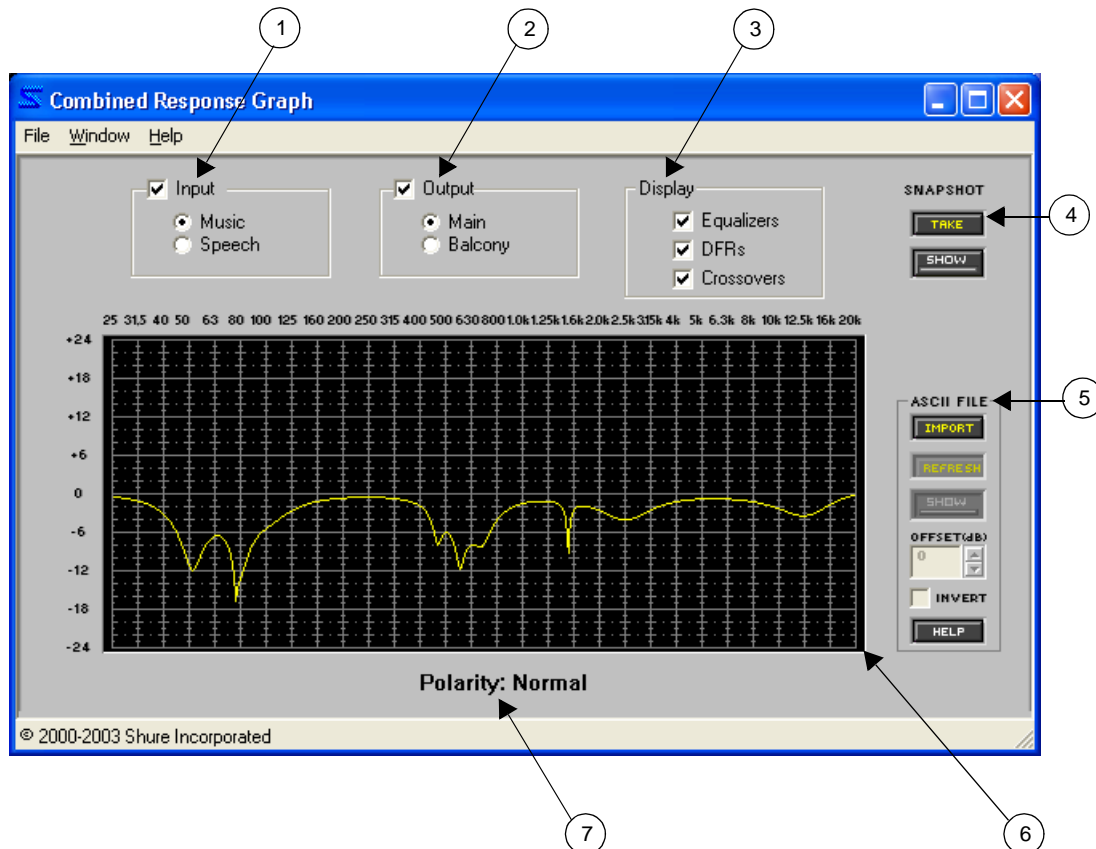 1
2
3
Combined Response Graph
File Window Help
Input
Music
Speech
Output
Main
Balcony
Display
Equalizers
DFRs
Crossovers
SNAPSHOT
TAKE
SHOW
4
25 31,5 40 50 63 80 100 125 160 200 250 315 400 500 630 800 1.0k 1.25k 1.6k 2.0k 2.5k 3.15k 4k 5k 6.3k 8k 10k 12.5k 16k 20k
+24
+18
+12
+6
0
-6
-12
-18
-24
5
ASCII FILE
IMPORT
REFRESH
SHOW
OFFSET(dB)
0
INVERT
HELP
Polarity: Normal
© 2000-2003 Shure Incorporated
7
6